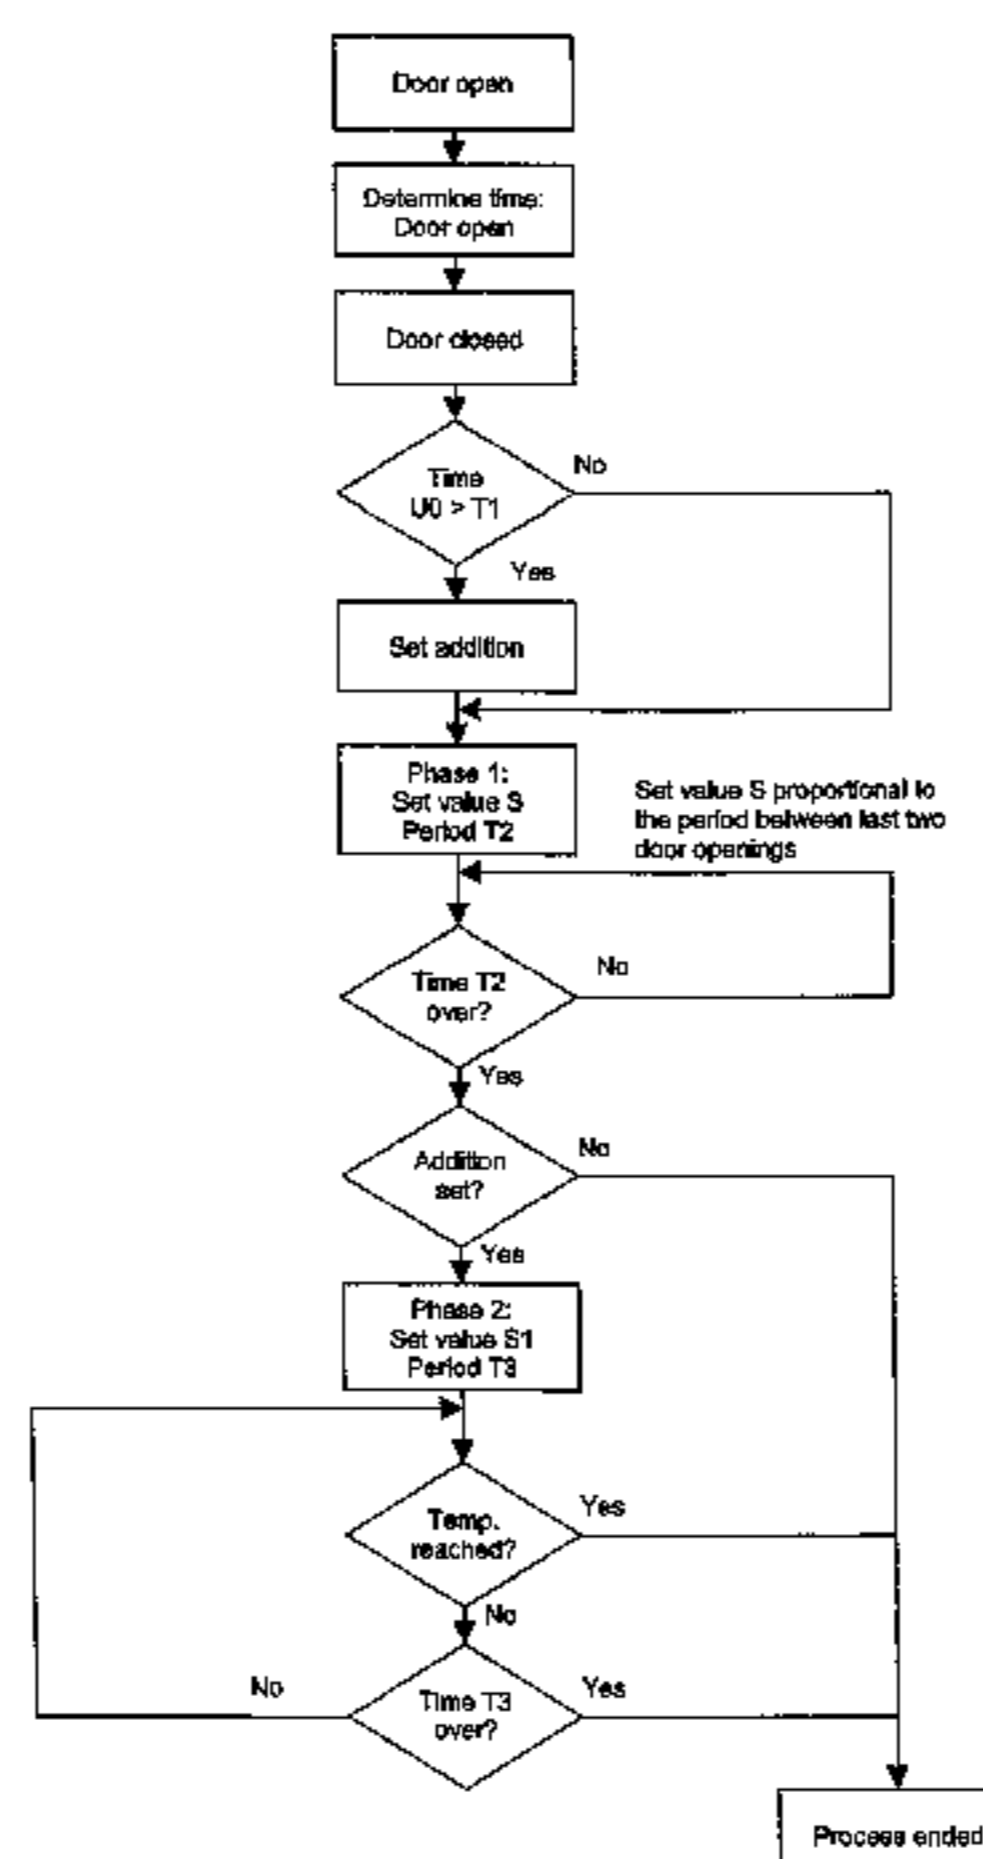 Door open
Determine time:
Door open
Door closed
Time
U0 > T1
No
Yes
Set addition
Phase 1:
Set value S
Period T2
Set value S proportional to
the period between last two
door openings
Time T2
over?
No
Yes
Addition
set?
No
Yes
Phase 2:
Set value S1
Period T3
Temp.
reached?
Yes
No
Time T3
over?
No
Yes
Process ended